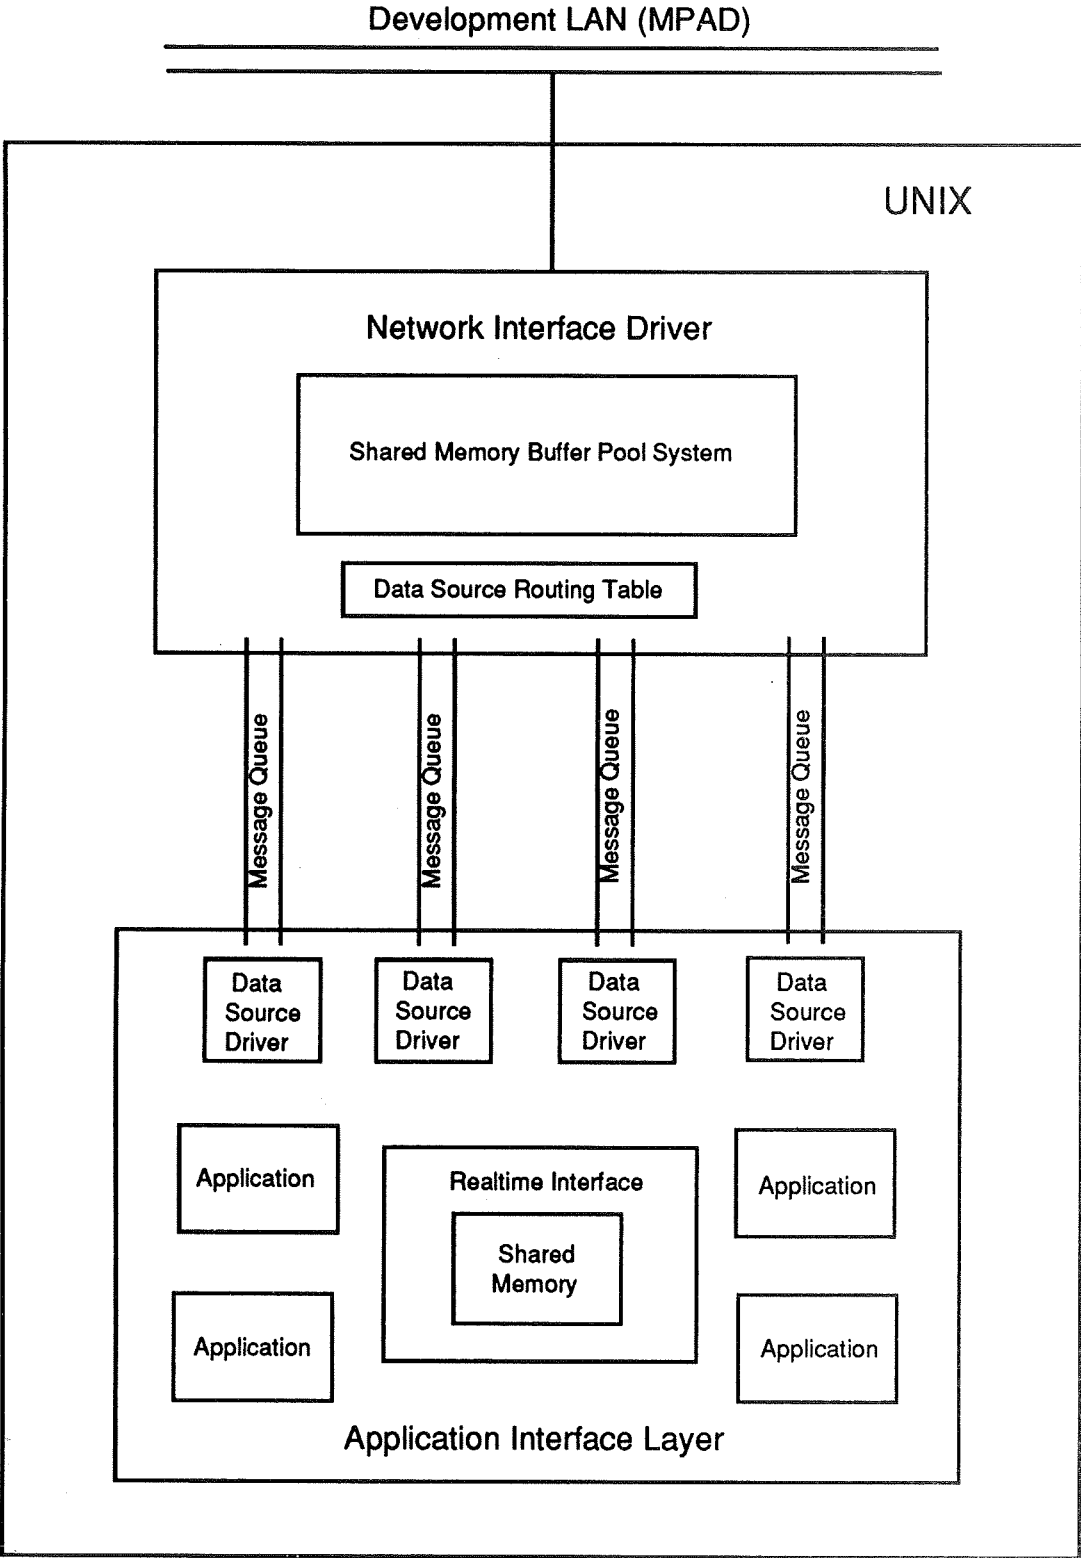 Development LAN (MPAD)
UNIX
Network Interface Driver
Shared Memory Buffer Pool System
Data Source Routing Table
Message Queue
Message Queue
Message Queue
Message Queue
Data
Source
Driver
Data
Source
Driver
Data
Source
Driver
Data
Source
Driver
Application
Realtime Interface
Shared
Memory
Application
Application
Application
Application Interface Layer